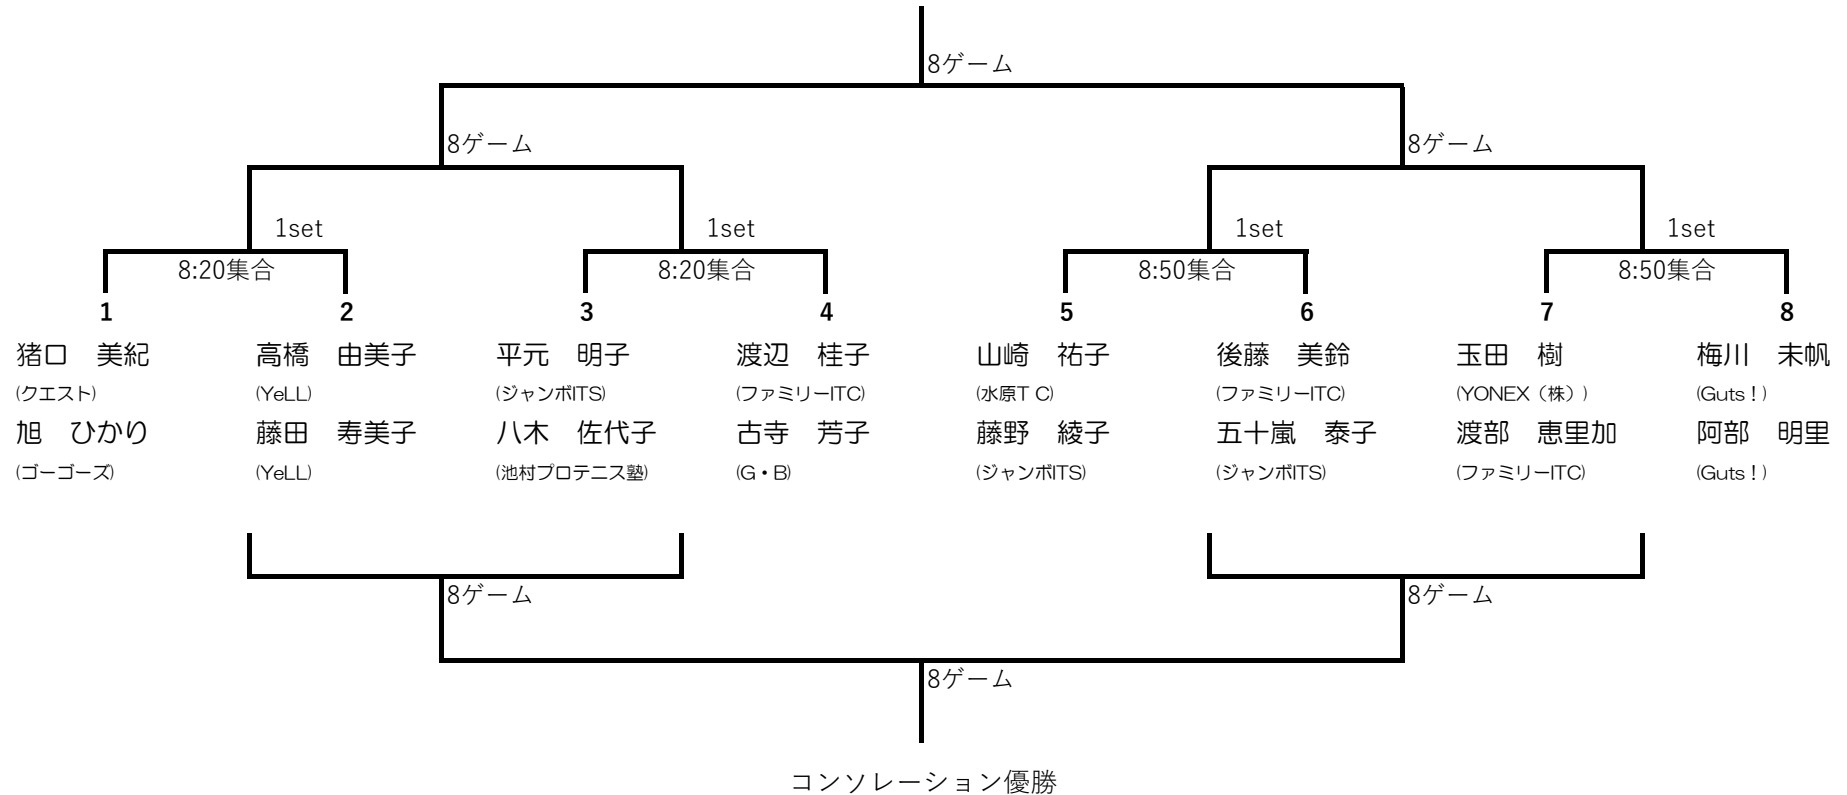 8ゲーム
8ゲーム 8ゲーム
1set 1set 1set 1set
8:20集合 8:20集合 8:50集合 8:50集合
1 2 3 4 5 6 7 8
猪口　美紀 高橋　由美子 平元　明子 渡辺　桂子 山崎　祐子 後藤　美鈴 玉田　樹 梅川　未帆
(クエスト) (YeLL) (ジャンボITS) (ファミリーITC) (水原T C) (ファミリーITC) (YONEX（株）) (Guts！)
旭　ひかり 藤田　寿美子 八木　佐代子 古寺　芳子 藤野　綾子 五十嵐　泰子 渡部　恵里加 阿部　明里
(ゴーゴーズ) (YeLL) (池村プロテニス塾) (G・B) (ジャンボITS) (ジャンボITS) (ファミリーITC) (Guts！)
8ゲーム 8ゲーム
8ゲーム
コンソレーション優勝